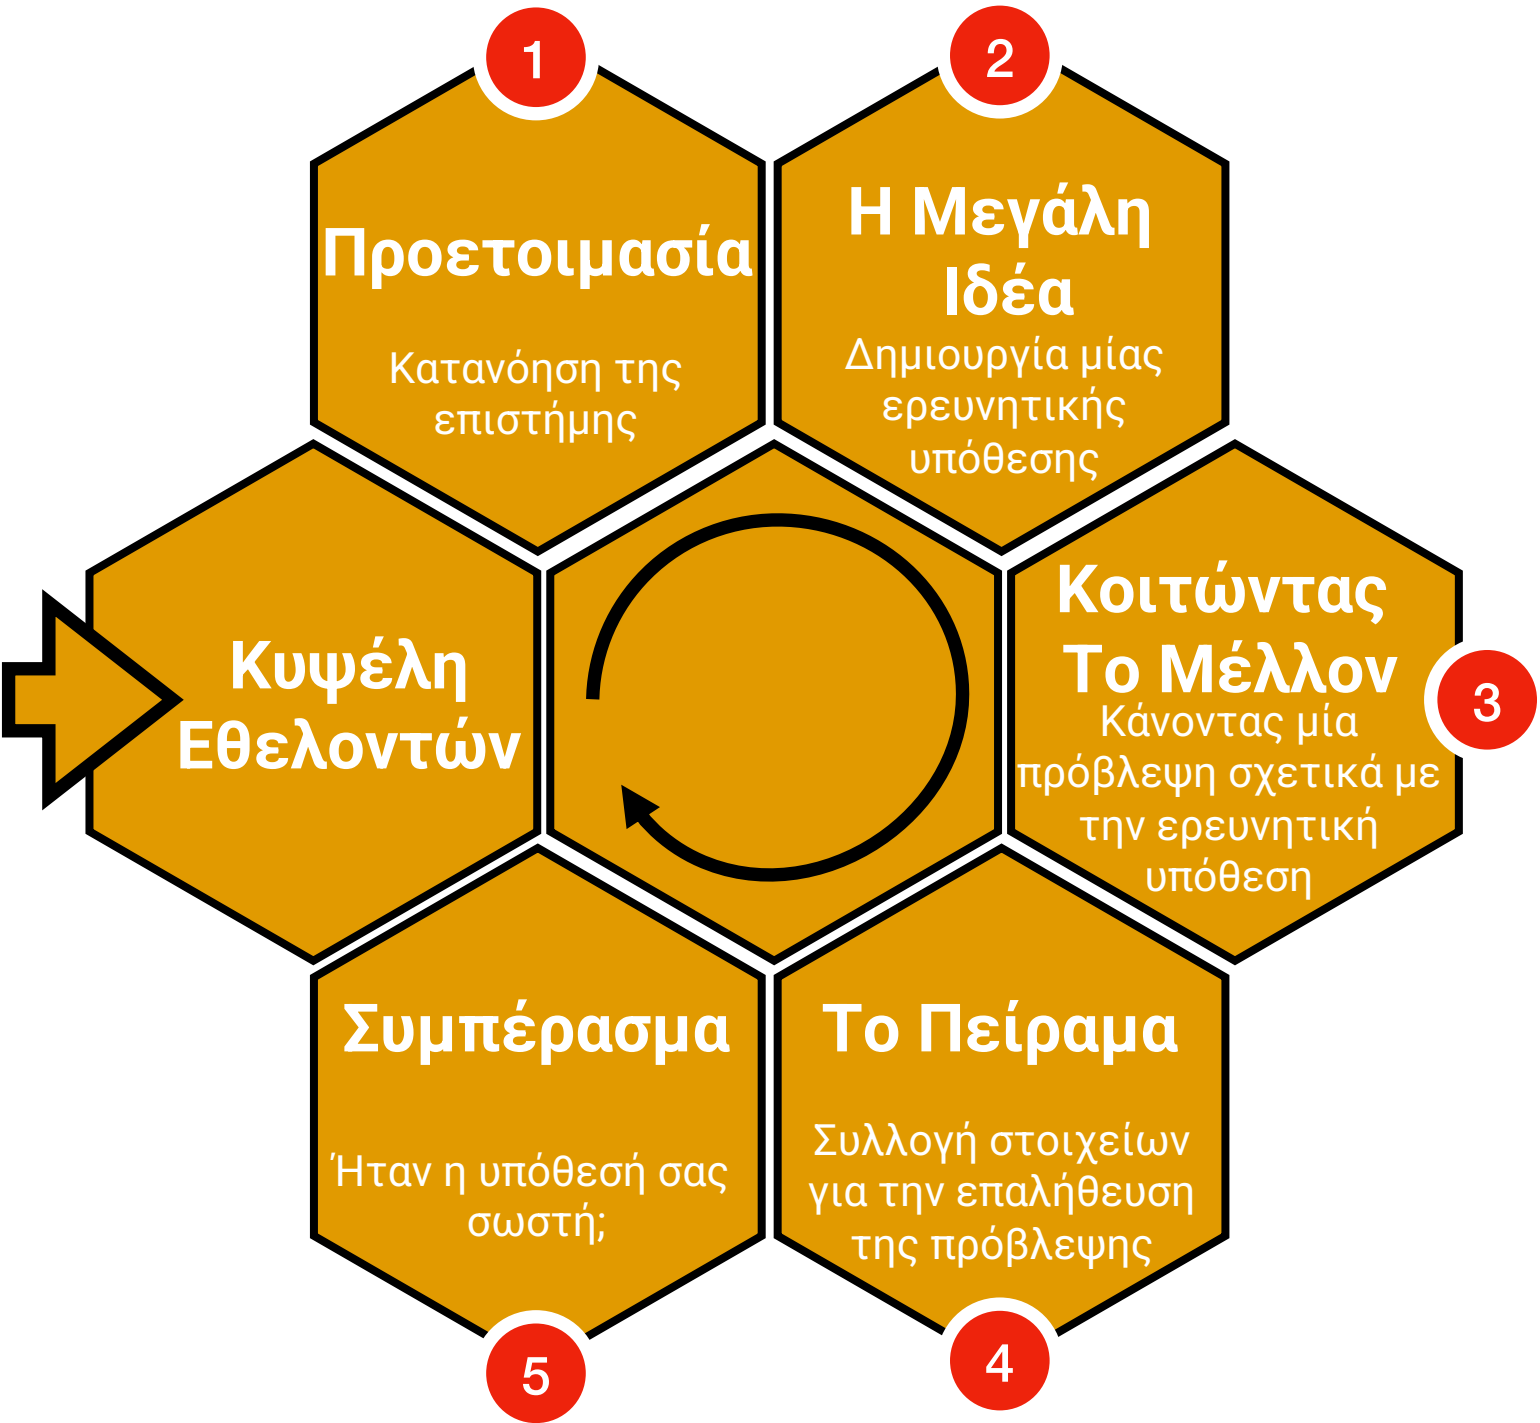 1
Προετοιμασία
Κατανόηση της
επιστήμης
2
Η Μεγάλη
Ιδέα
Δημιουργία μίας
ερευνητικής
υπόθεσης
Κοιτώντας
Το Μέλλον
Κάνοντας μία
πρόβλεψη σχετικά με
την ερευνητική
υπόθεση
3
Το Πείραμα
Συλλογή στοιχείων
για την επαλήθευση
της πρόβλεψης
4
Συμπέρασμα
Ήταν η υπόθεσή σας
σωστή;
5
Κυψέλη
Εθελοντών